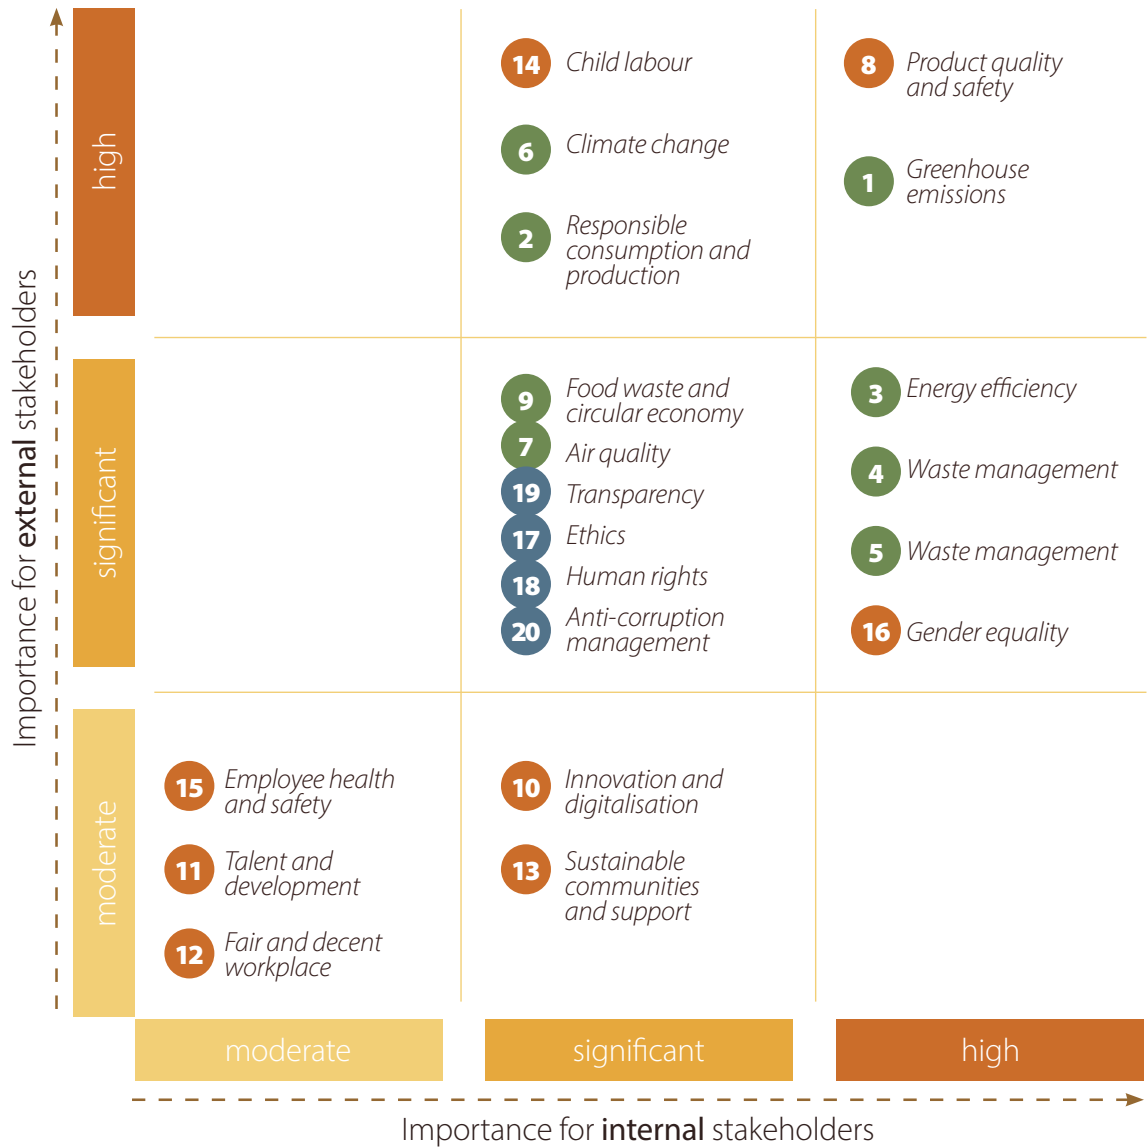 Importance for external stakeholders
high
14
Child labour
6
Climate change
2
Responsible
consumption and
production
8
Product quality
and safety
1
Greenhouse
emissions
significant
9
Food waste and
circular economy
7
Air quality
19
Transparency
17
Ethics
18
Human rights
20
Anti-corruption
management
3
Energy efficiency
4
Waste management
5
Waste management
16
Gender equality
moderate
15
Employee health
and safety
11
Talent and
development
12
Fair and decent
workplace
10
Innovation and
digitalisation
13
Sustainable
communities
and support
moderate
significant
high
Importance for internal stakeholders